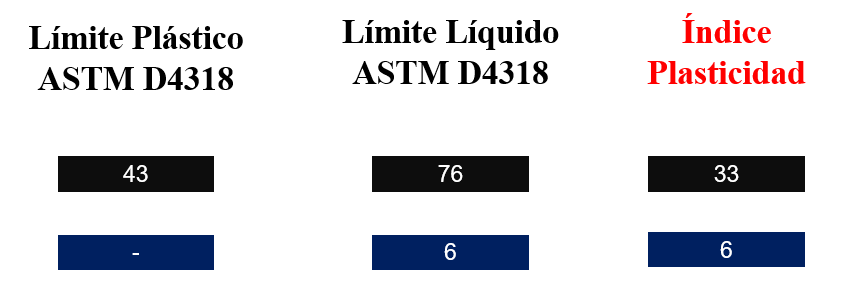 Límite Plástico
ASTM D4318
Límite Líquido
ASTM D4318
Índice
Plasticidad
43
76
33
-
6
6